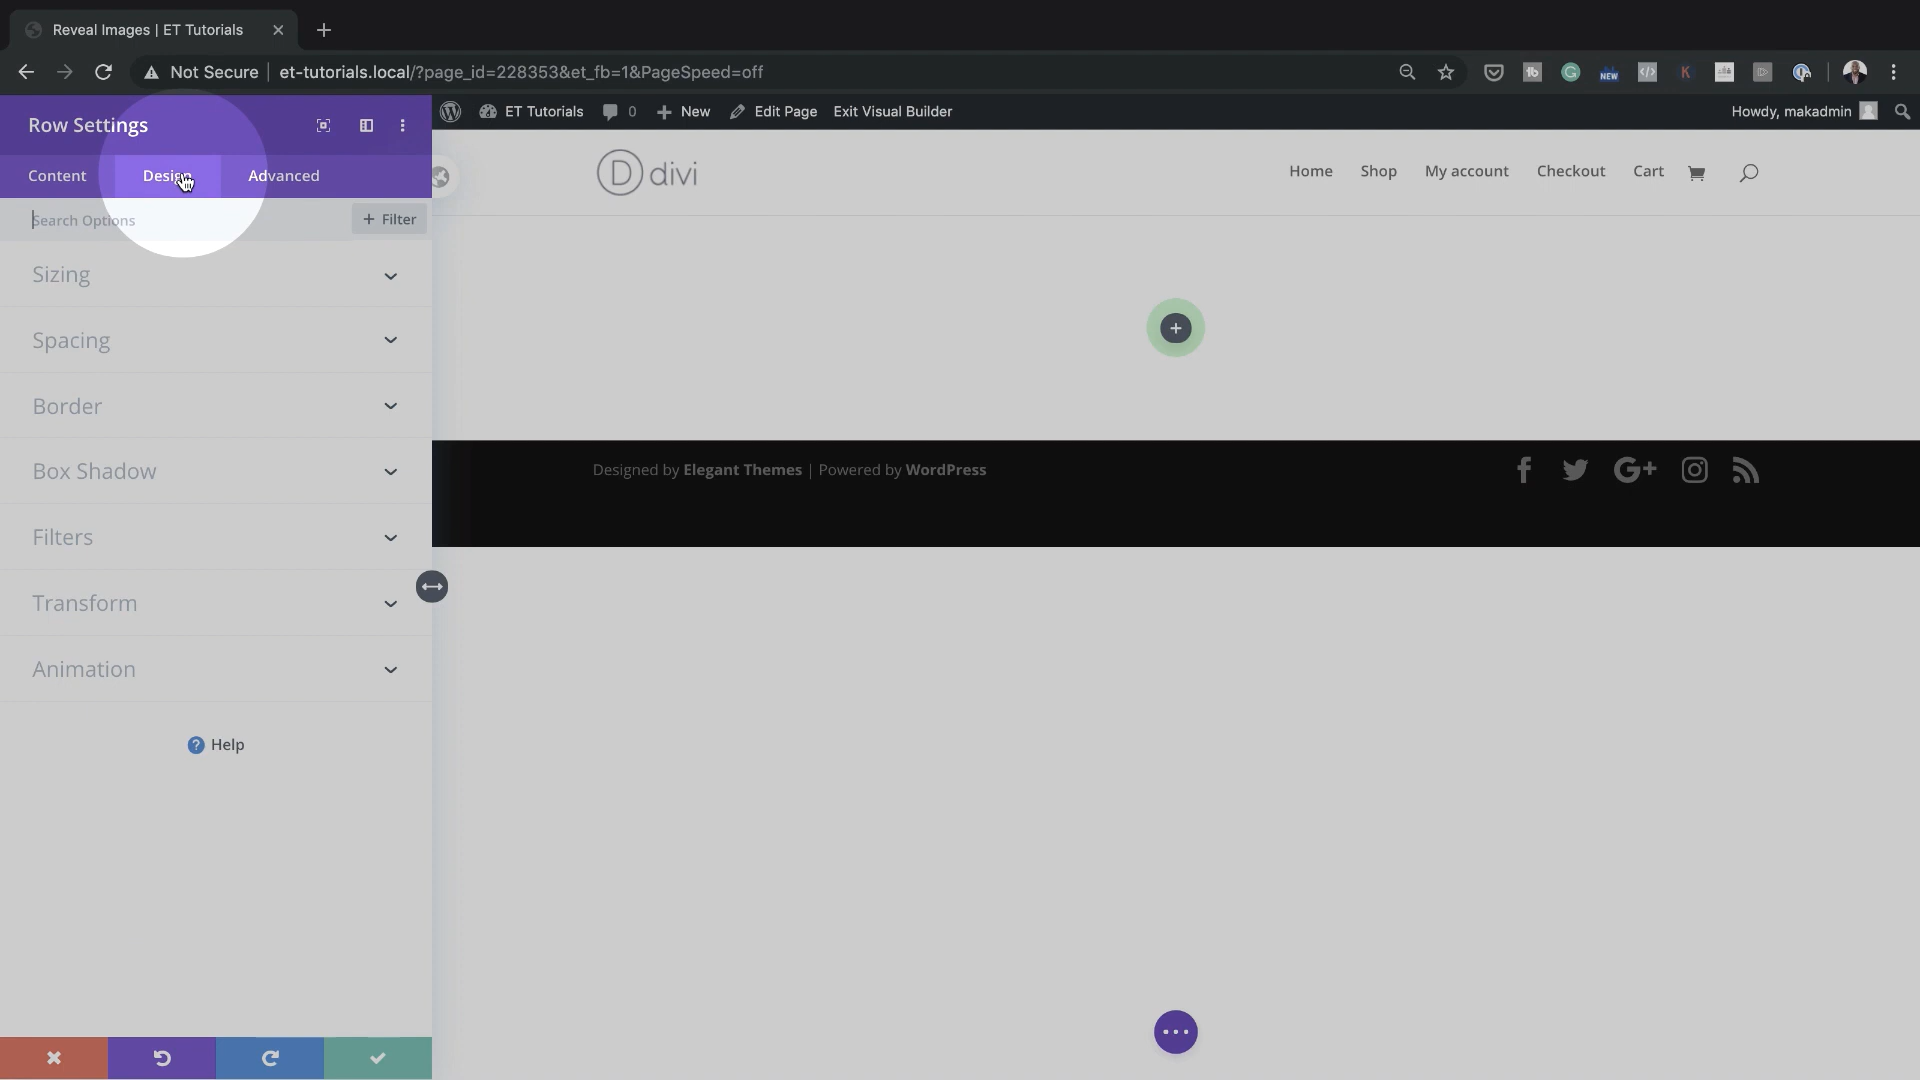 Reveal Images | ET Tutorials
Not Secure | et-tutorials.local/?page_id=228353&et_fb=1&PageSpeed=off
NEW
K
Row Settings
ET Tutorials 0 New Edit Page Exit Visual Builder Howdy, makadmin
Content Design Advanced
D divi
Home Shop My account Checkout Cart
Search Options
+ Filter
Sizing
Spacing
Border
Box Shadow
Filters
Transform
Animation
Help
Designed by Elegant Themes | Powered by WordPress